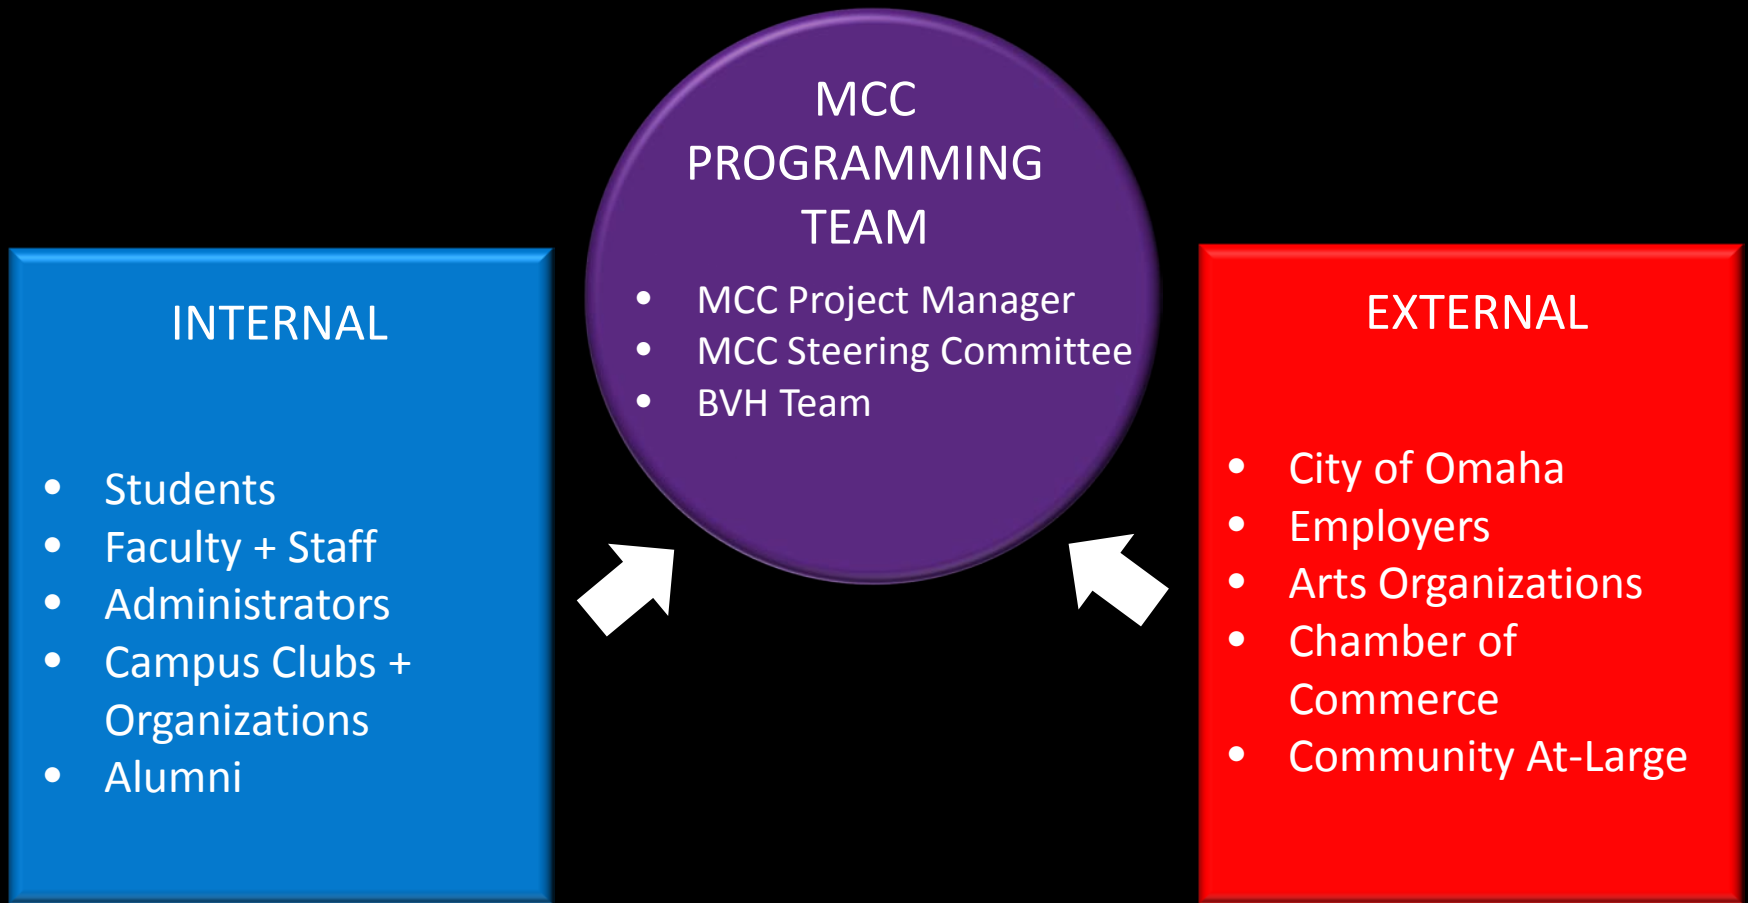 MCC
PROGRAMMING
TEAM
• MCC Project Manager
• MCC Steering Committee
• BVH Team
INTERNAL
• Students
• Faculty + Staff
• Administrators
• Campus Clubs +
Organizations
• Alumni
EXTERNAL
• City of Omaha
• Employers
• Arts Organizations
• Chamber of
Commerce
• Community At-Large